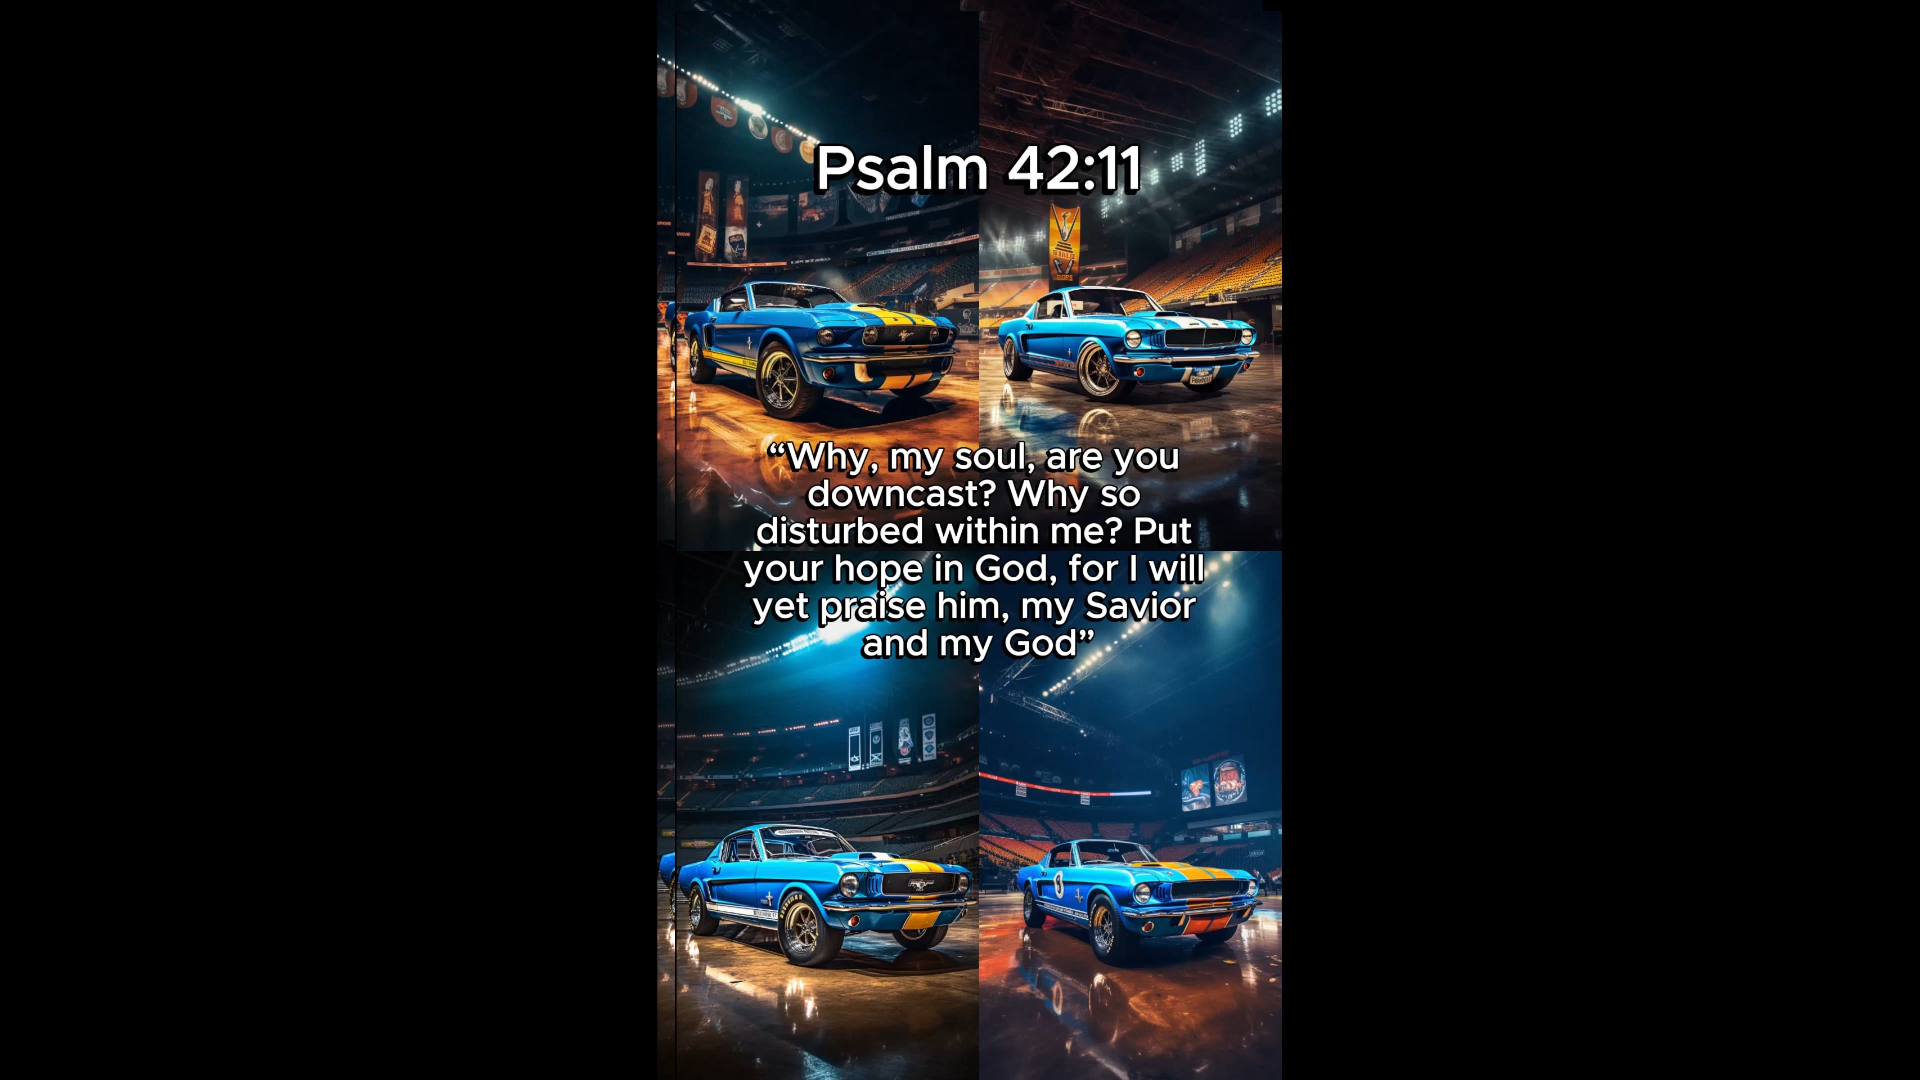 Psalm 42:11
“Why, my soul, are you
downcast? Why so
disturbed within me? Put
your hope in God, for I will
yet praise him, my Savior
and my God”